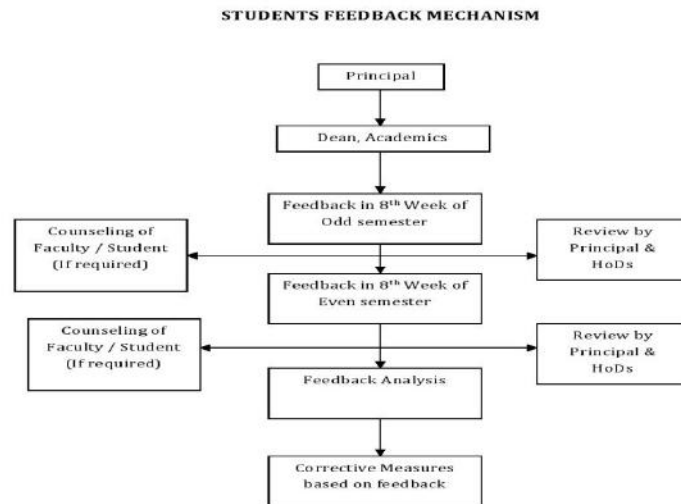 STUDENTS FEEDBACK MECHANISM
Principal
Dean, Academics
Feedback in 8th Week of
Odd semester
Counseling of
Faculty / Student
(If required)
Review by
Principal &
HoDs
Feedback in 8th Week of
Even semester
Counseling of
Faculty / Student
(If required)
Review by
Principal &
HoDs
Feedback Analysis
Corrective Measures
based on feedback